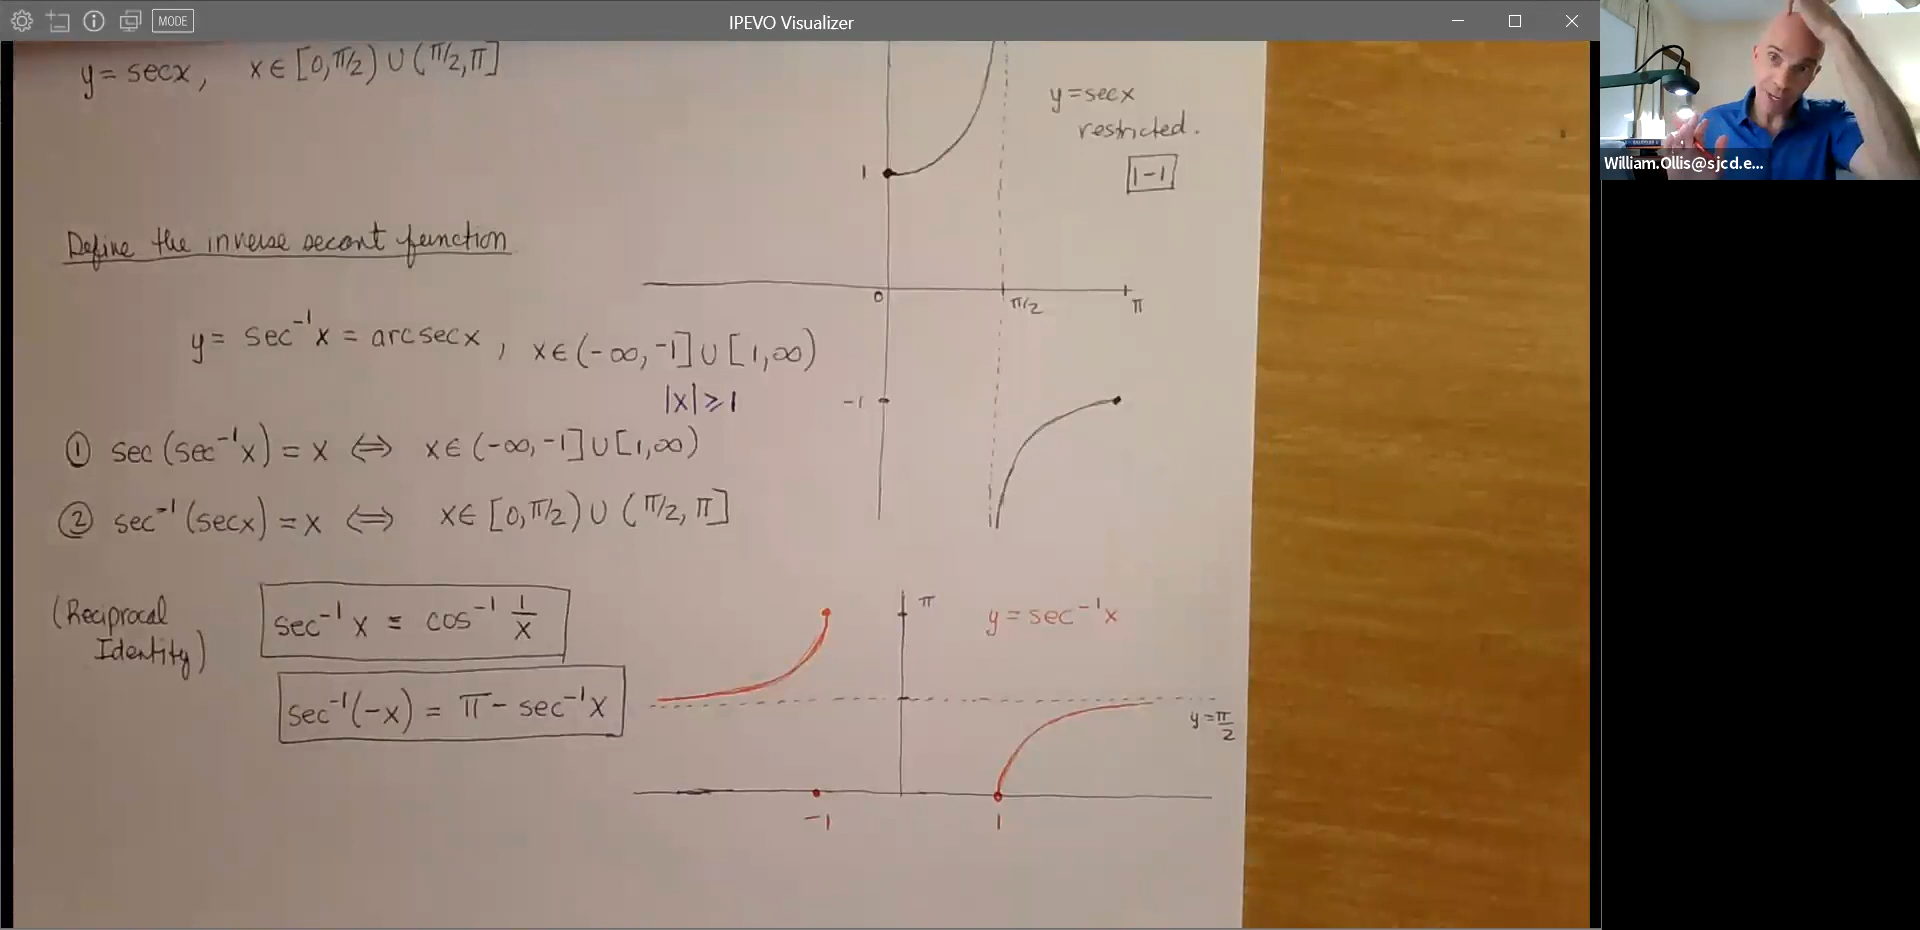 MODE
IPEVO Visualizer
William.Ollis@sjcd.e...
y = secx, x ∈ [0, π/2) ∪ (π/2, π]
y = secx
restricted.
1-1
1
Define the inverse secant function
0
π/2
π
y = sec⁻¹x = arcsecx, x ∈ (-∞, -1] ∪ [1, ∞)
|x| ⩾ 1
-1
① sec(sec⁻¹x) = x ⟺ x ∈ (-∞, -1] ∪ [1, ∞)
② sec⁻¹(secx) = x ⟺ x ∈ [0, π/2) ∪ (π/2, π]
(Reciprocal
Identity)
sec⁻¹ x = cos⁻¹ 1/x
sec⁻¹(-x) = π - sec⁻¹x
π
y = sec⁻¹x
y = π/2
-1
1